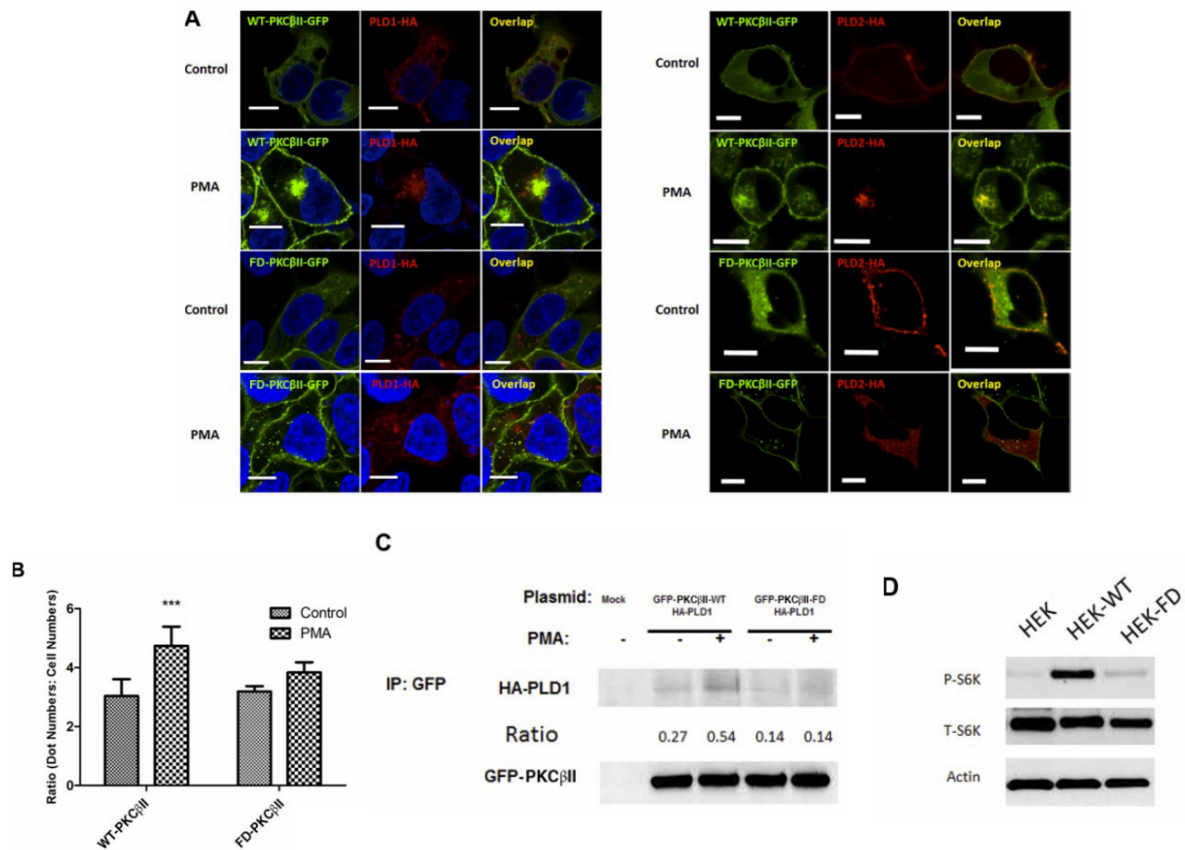 A
WT-PKCβII-GFP PLD1-HA Overlap WT-PKCβII-GFP PLD2-HA Overlap
Control Control
WT-PKCβII-GFP PLD1-HA Overlap WT-PKCβII-GFP PLD2-HA Overlap
PMA PMA
FD-PKCβII-GFP PLD1-HA Overlap FD-PKCβII-GFP PLD2-HA Overlap
Control Control
FD-PKCβII-GFP PLD1-HA Overlap FD-PKCβII-GFP PLD2-HA Overlap
PMA PMA
B
Ratio (Dot Numbers: Cell Numbers)
6
4
2
0
***
Control
PMA
WT-PKCβII
FD-PKCβII
C
Plasmid: Mock GFP-PKCβII-WT GFP-PKCβII-FD
HA-PLD1 HA-PLD1
PMA: - - + - +
IP: GFP HA-PLD1
Ratio 0.27 0.54 0.14 0.14
GFP-PKCβII
D
HEK HEK-WT HEK-FD
P-S6K
T-S6K
Actin